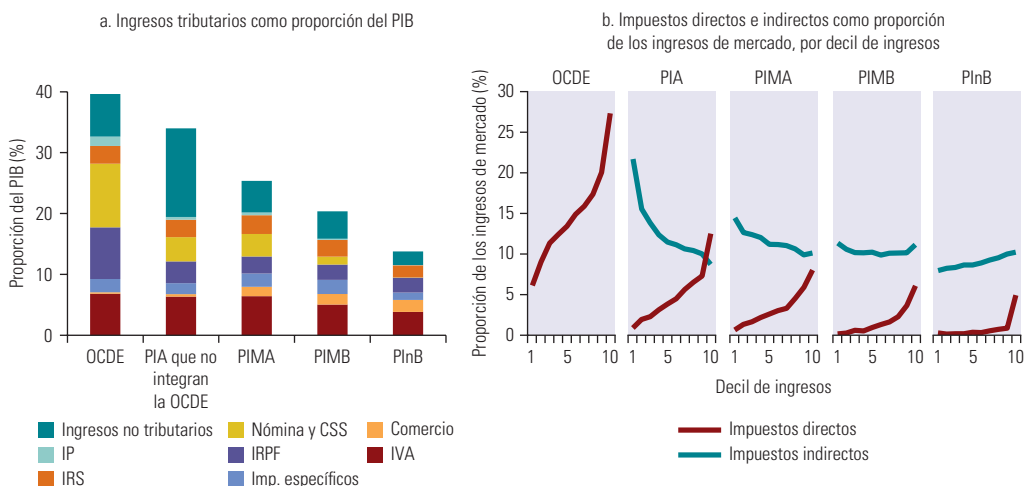 a. Ingresos tributarios como proporción del PIB
Proporción del PIB (%)
40
30
20
10
0
OCDE
PIA que no
integran
la OCDE
PIMA
PIMB
PInB
Ingresos no tributarios
IP
IRS
Nómina y CSS
IRPF
Imp. específicos
Comercio
IVA
b. Impuestos directos e indirectos como proporción
de los ingresos de mercado, por decil de ingresos
Proporción de los ingresos de mercado (%)
OCDE PIA PIMA PIMB PInB
30
25
20
15
10
5
0
1 5 10 1 5 10 1 5 10 1 5 10 1 5 10
Decil de ingresos
Impuestos directos
Impuestos indirectos